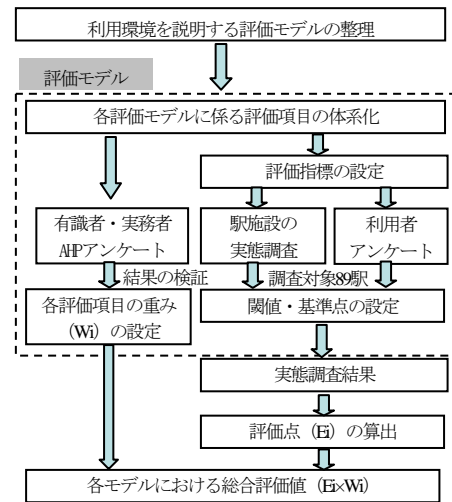 利用環境を説明する評価モデルの整理
評価モデル
各評価モデルに係る評価項目の体系化
評価指標の設定
有識者・実務者
AHPアンケート
駅施設の
実態調査
利用者
アンケート
結果の検証
調査対象89駅
各評価項目の重み
（Wi）の設定
閾値・基準点の設定
実態調査結果
評価点（Ei）の算出
各モデルにおける総合評価値（Ei×Wi）